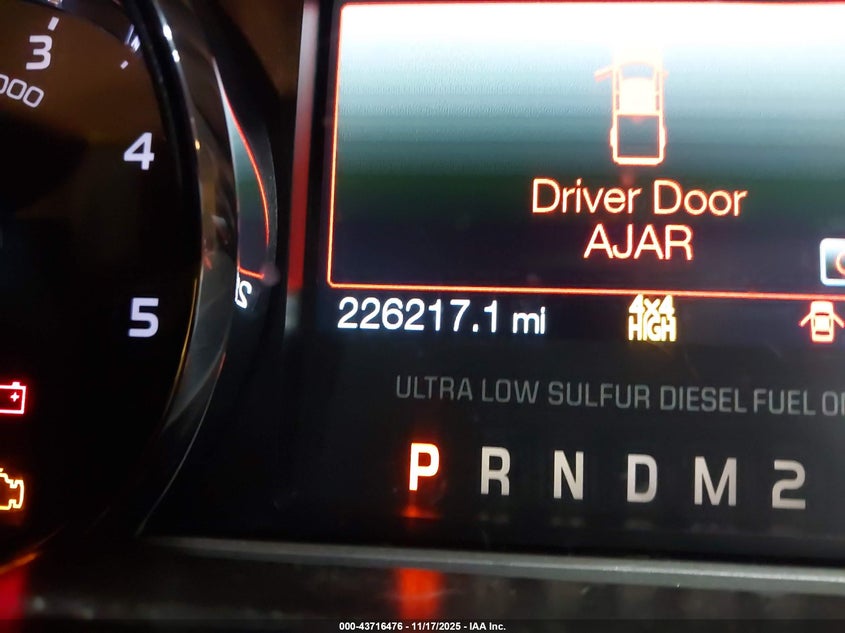 3
000
4
5
Driver Door
AJAR
226217.1 mi
4x4
HIGH
ULTRA LOW SULFUR DIESEL FUEL
P R N D M 2
000-43716476 - 11/17/2025 - IAA Inc.